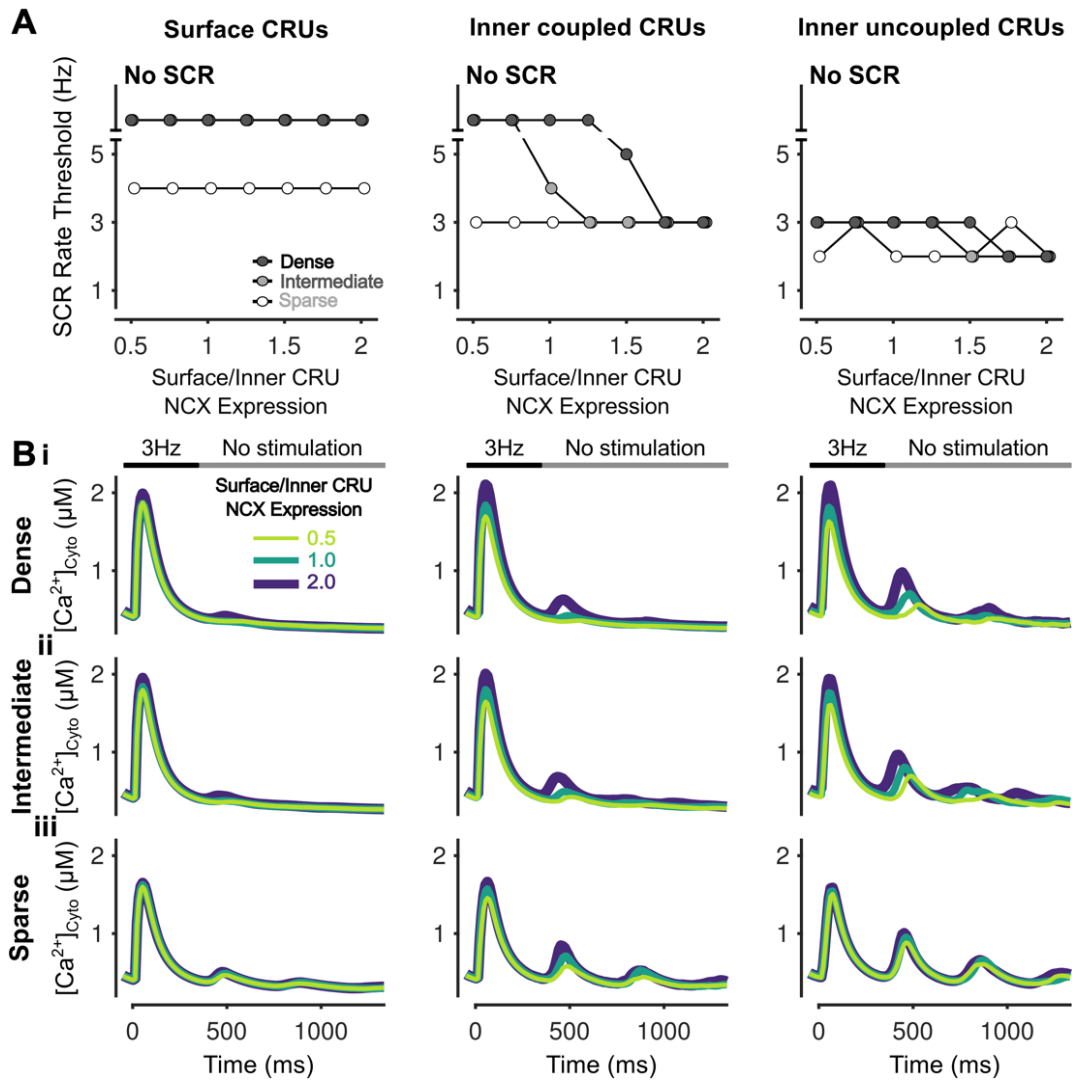 A
Surface CRUs
Inner coupled CRUs
Inner uncoupled CRUs
SCR Rate Threshold (Hz)
No SCR
No SCR
No SCR
5
3
1
5
3
1
5
3
1
Dense
Intermediate
Sparse
0.5 1 1.5 2
0.5 1 1.5 2
0.5 1 1.5 2
Surface/Inner CRU
NCX Expression
Surface/Inner CRU
NCX Expression
Surface/Inner CRU
NCX Expression
B i
3Hz No stimulation
3Hz No stimulation
3Hz No stimulation
Dense
[Ca²⁺]Cyto (µM)
2
1
2
1
2
1
Surface/Inner CRU
NCX Expression
0.5
1.0
2.0
ii
Intermediate
[Ca²⁺]Cyto (µM)
2
1
2
1
2
1
iii
Sparse
[Ca²⁺]Cyto (µM)
2
1
2
1
2
1
0 500 1000
0 500 1000
0 500 1000
Time (ms)
Time (ms)
Time (ms)